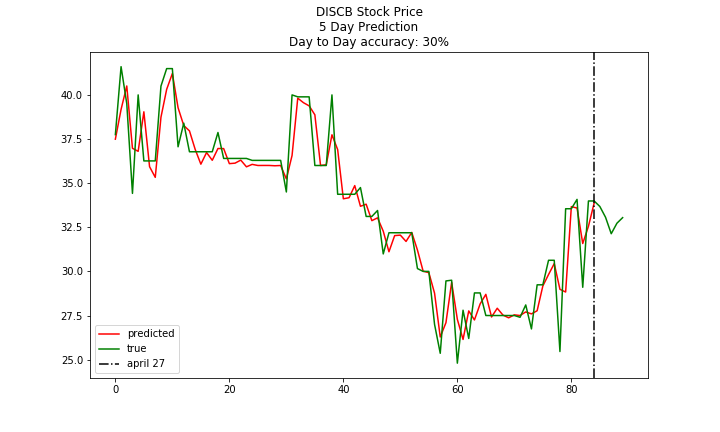 DISCB Stock Price
5 Day Prediction
Day to Day accuracy: 30%
40.0
37.5
35.0
32.5
30.0
27.5
25.0
predicted
true
april 27
0 20 40 60 80